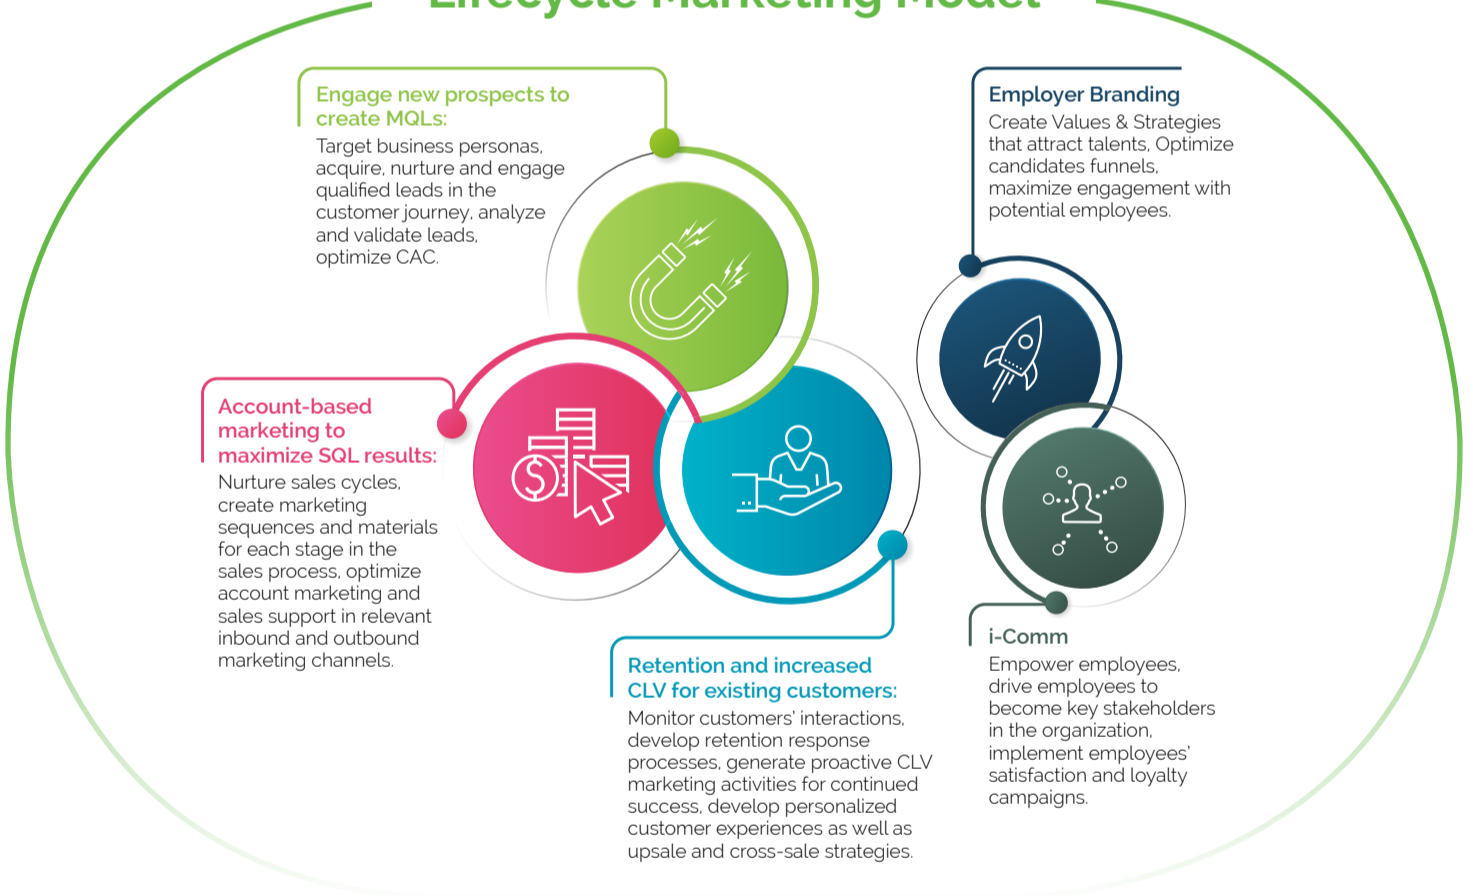 Lifecycle Marketing Model
Engage new prospects to
create MQLs:
Target business personas,
acquire, nurture and engage
qualified leads in the
customer journey, analyze
and validate leads,
optimize CAC.
Employer Branding
Create Values & Strategies
that attract talents, Optimize
candidates funnels,
maximize engagement with
potential employees.
Account-based
marketing to
maximize SQL results:
Nurture sales cycles,
create marketing
sequences and materials
for each stage in the
sales process, optimize
account marketing and
sales support in relevant
inbound and outbound
marketing channels.
$
Retention and increased
CLV for existing customers:
Monitor customers' interactions,
develop retention response
processes, generate proactive CLV
marketing activities for continued
success, develop personalized
customer experiences as well as
upsale and cross-sale strategies.
i-Comm
Empower employees,
drive employees to
become key stakeholders
in the organization,
implement employees'
satisfaction and loyalty
campaigns.